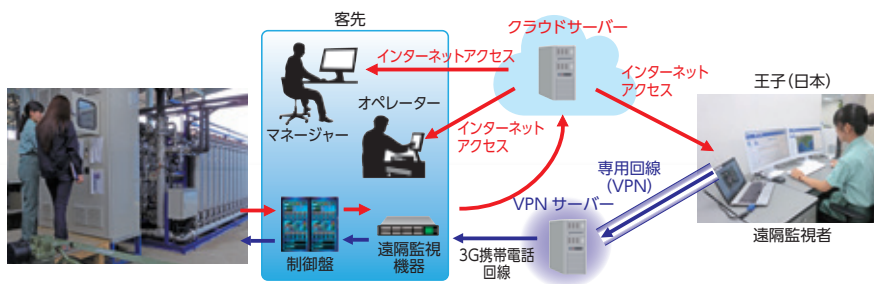 客先
クラウドサーバー
インターネットアクセス
インターネット
アクセス
王子(日本)
オペレーター
マネージャー
インターネット
アクセス
専用回線
(VPN)
VPN サーバー
遠隔監視者
制御盤
遠隔監視
機器
3G携帯電話
回線